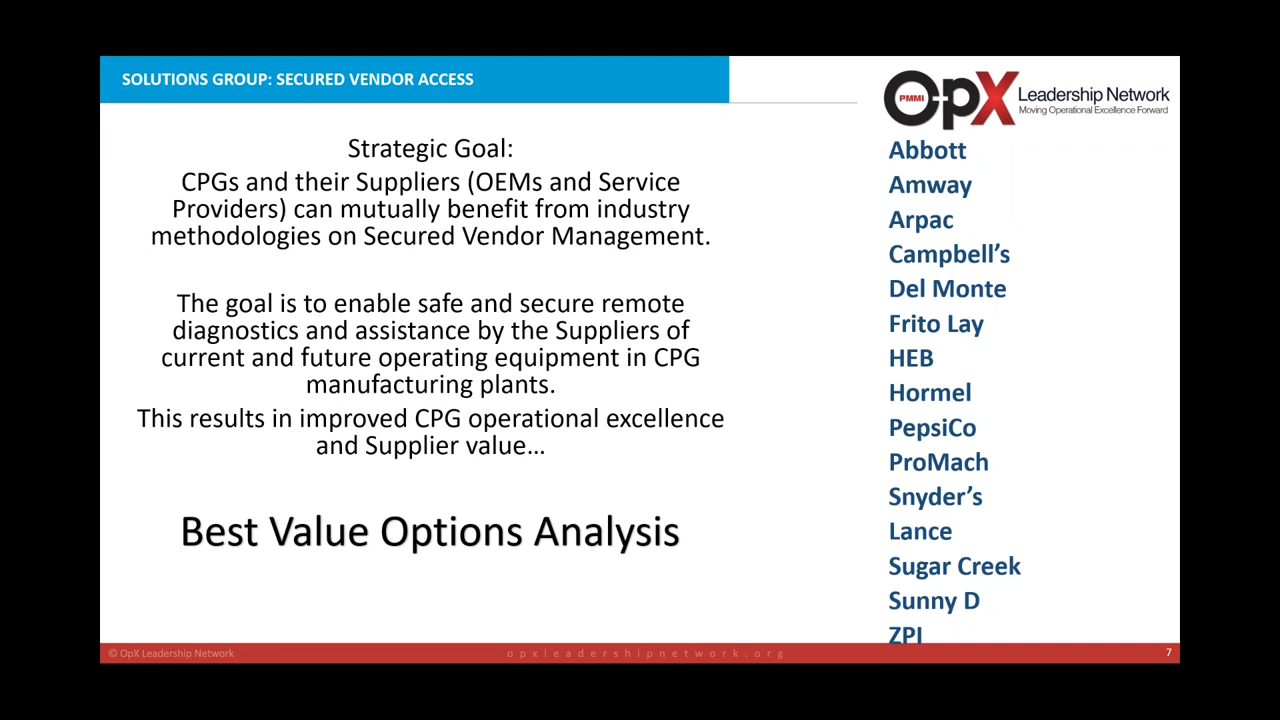 SOLUTIONS GROUP: SECURED VENDOR ACCESS
PMMI
OpX
Leadership Network
Moving Operational Excellence Forward
Strategic Goal:
CPGs and their Suppliers (OEMs and Service
Providers) can mutually benefit from industry
methodologies on Secured Vendor Management.
The goal is to enable safe and secure remote
diagnostics and assistance by the Suppliers of
current and future operating equipment in CPG
manufacturing plants.
This results in improved CPG operational excellence
and Supplier value…
Best Value Options Analysis
Abbott
Amway
Arpac
Campbell’s
Del Monte
Frito Lay
HEB
Hormel
PepsiCo
ProMach
Snyder’s
Lance
Sugar Creek
Sunny D
ZPI
© OpX Leadership Network
opxleadershipnetwork.org
7